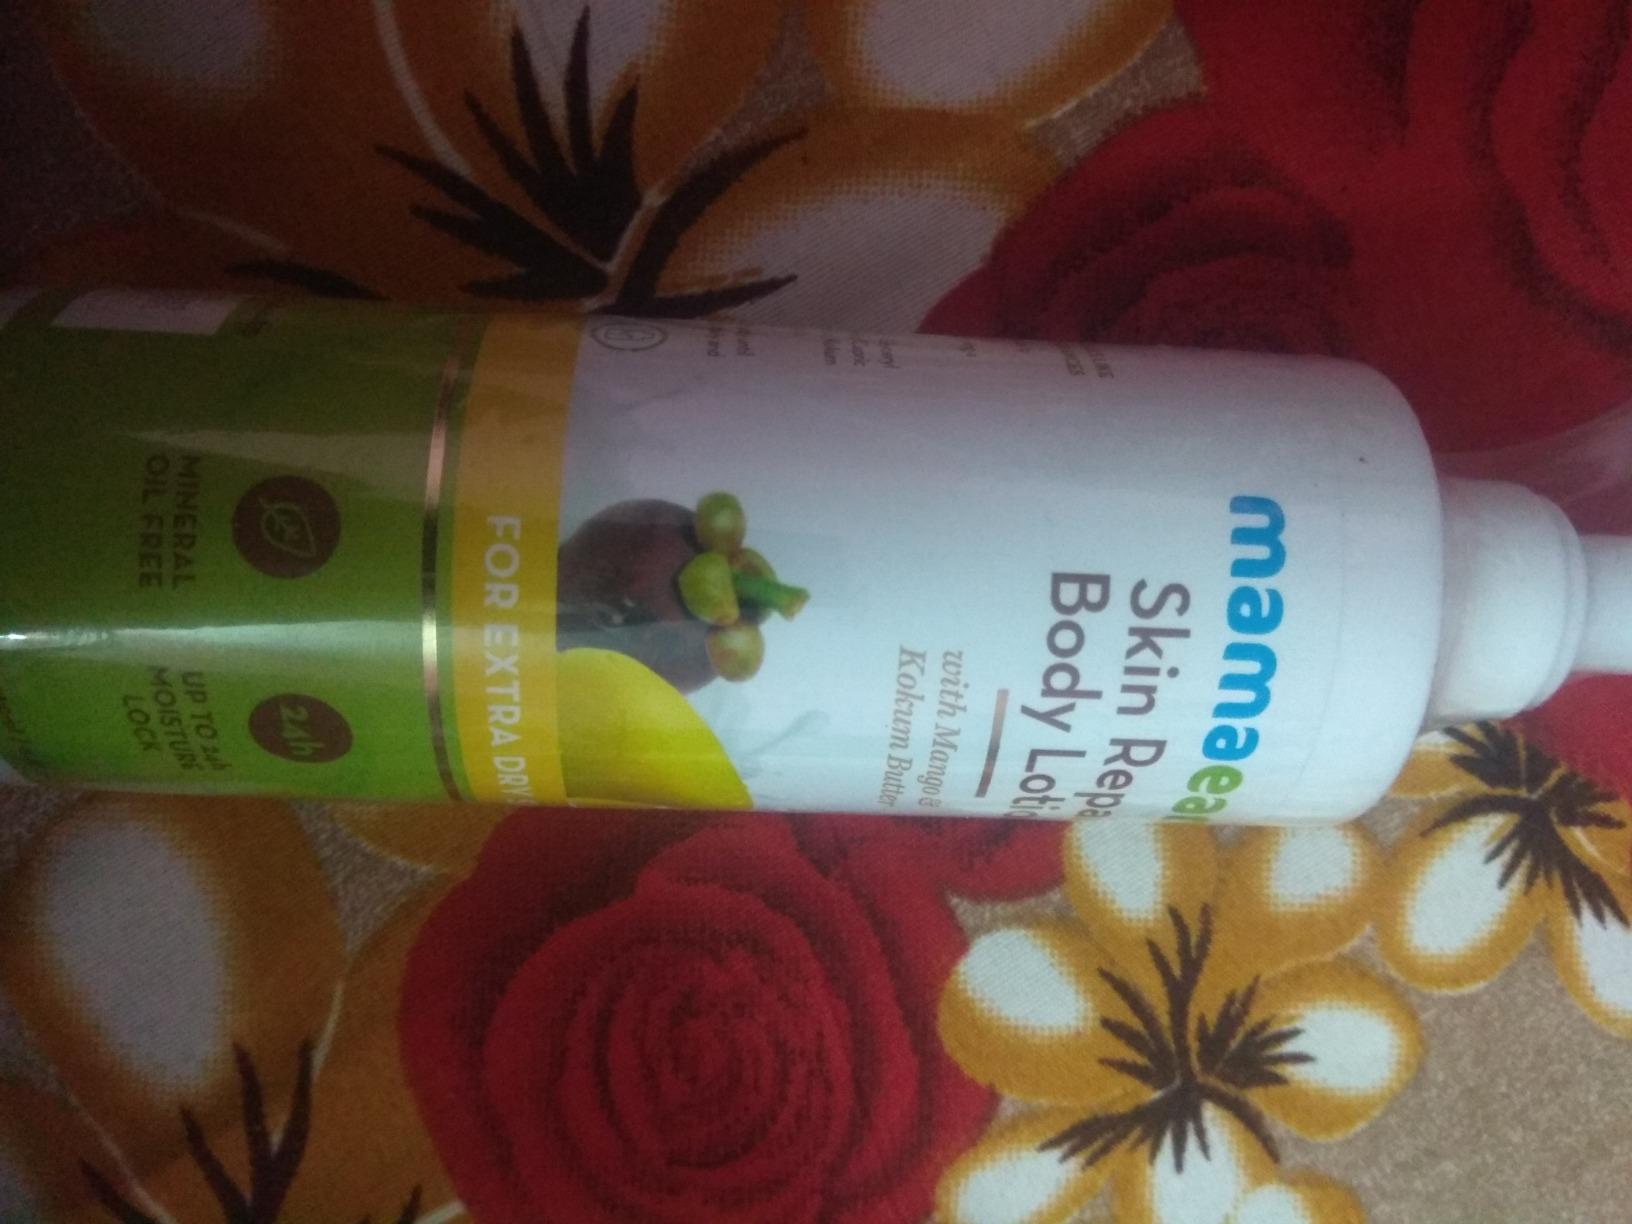 mamaea
Skin Repa
Body Lotio
with Mango &
Kokum Butter
FOR EXTRA DRY S
24h
MINERAL
OIL FREE
UP TO 24h
MOISTURE
LOCK